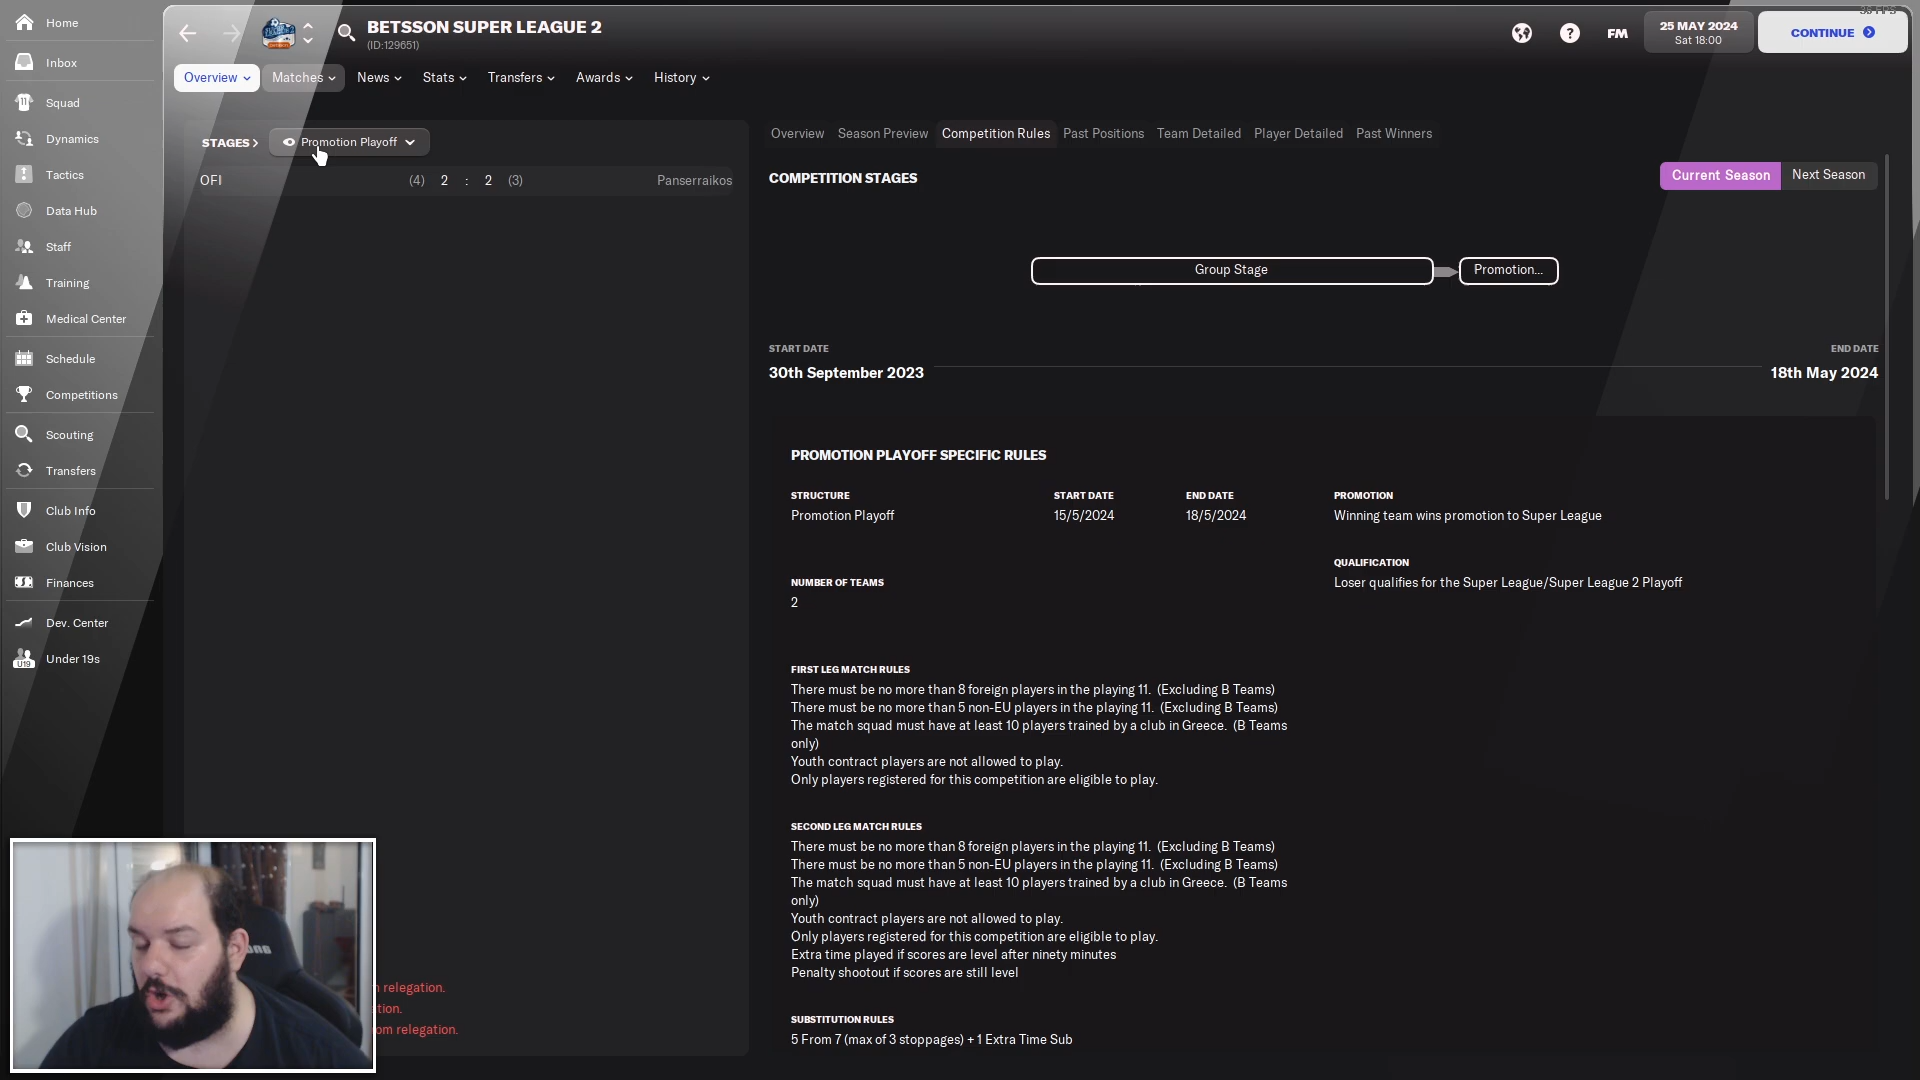 Home
Inbox
Squad
Dynamics
Tactics
Data Hub
Staff
Training
Medical Center
Schedule
Competitions
Scouting
Transfers
Club Info
Club Vision
Finances
Dev. Center
U19
Under 19s
BETSSON SUPER LEAGUE 2
(ID:129651)
FM
25 MAY 2024
Sat 18:00
CONTINUE
Overview
Matches
News
Stats
Transfers
Awards
History
STAGES
Promotion Playoff
OFI (4) 2 : 2 (3) Panserraikos
relegation.
tion.
om relegation.
Overview
Season Preview
Competition Rules
Past Positions
Team Detailed
Player Detailed
Past Winners
COMPETITION STAGES
Current Season
Next Season
Group Stage
Promotion...
START DATE
30th September 2023
END DATE
18th May 2024
PROMOTION PLAYOFF SPECIFIC RULES
STRUCTURE
Promotion Playoff
START DATE
15/5/2024
END DATE
18/5/2024
PROMOTION
Winning team wins promotion to Super League
QUALIFICATION
Loser qualifies for the Super League/Super League 2 Playoff
NUMBER OF TEAMS
2
FIRST LEG MATCH RULES
There must be no more than 8 foreign players in the playing 11. (Excluding B Teams)
There must be no more than 5 non-EU players in the playing 11. (Excluding B Teams)
The match squad must have at least 10 players trained by a club in Greece. (B Teams
only)
Youth contract players are not allowed to play.
Only players registered for this competition are eligible to play.
SECOND LEG MATCH RULES
There must be no more than 8 foreign players in the playing 11. (Excluding B Teams)
There must be no more than 5 non-EU players in the playing 11. (Excluding B Teams)
The match squad must have at least 10 players trained by a club in Greece. (B Teams
only)
Youth contract players are not allowed to play.
Only players registered for this competition are eligible to play.
Extra time played if scores are level after ninety minutes
Penalty shootout if scores are still level
SUBSTITUTION RULES
5 From 7 (max of 3 stoppages) + 1 Extra Time Sub